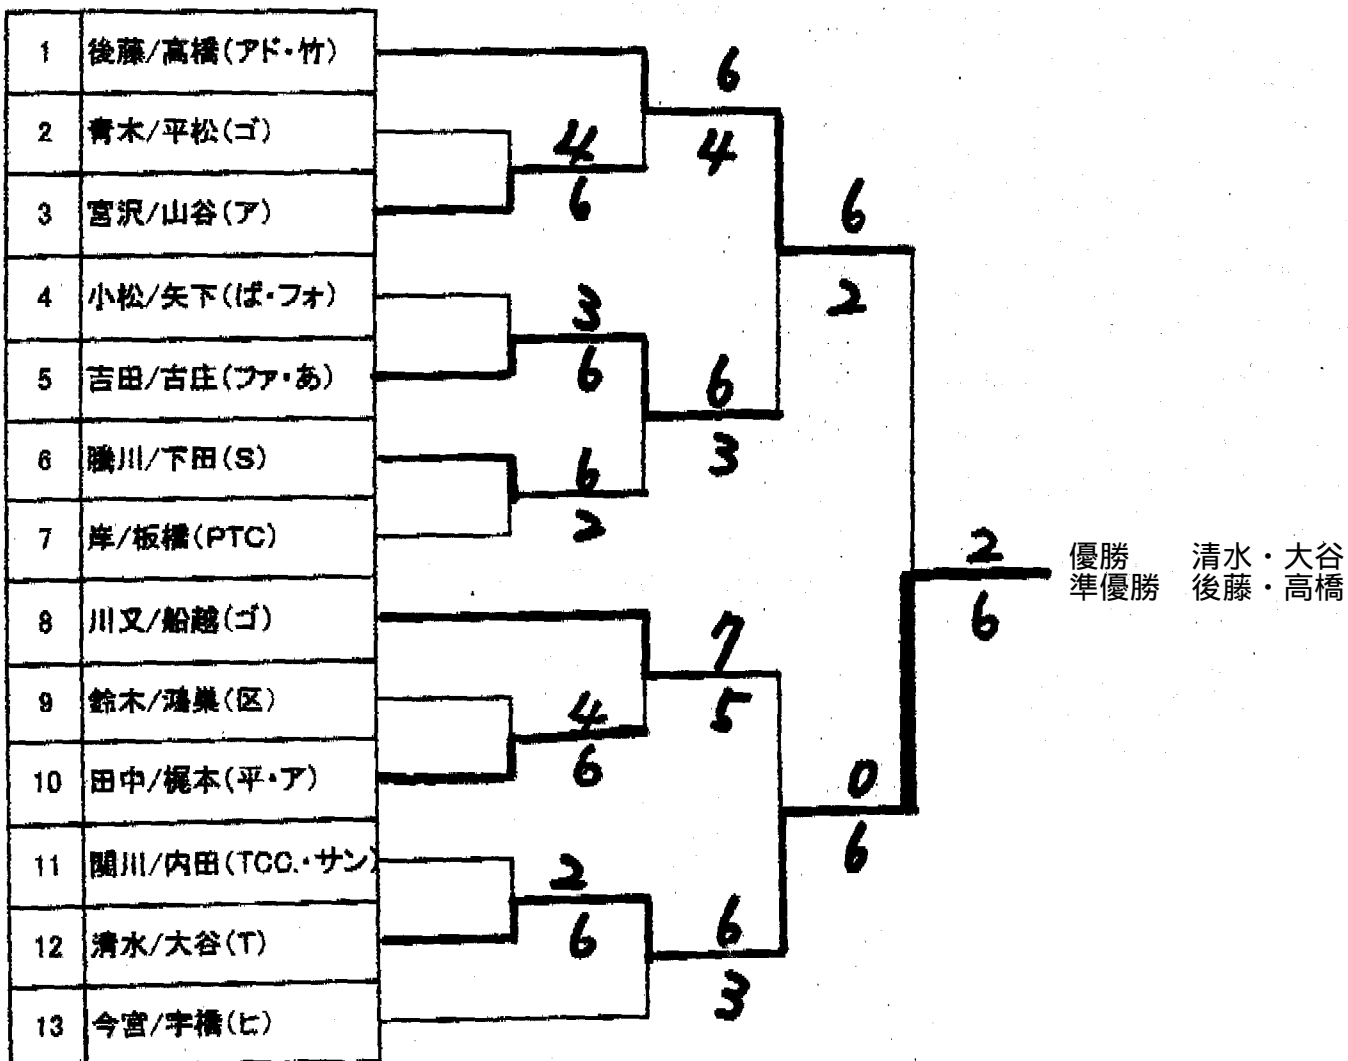 1 後藤/高橋(アド・竹)
2 青木/平松(ゴ)
3 宮沢/山谷(ア)
4 小松/矢下(ば・フォ)
5 吉田/古庄(ファ・あ)
6 勝川/下田(S)
7 岸/板橋(PTC)
8 川又/船越(ゴ)
9 鈴木/鴻巣(区)
10 田中/梶本(平・ア)
11 関川/内田(TCC.・サン)
12 清水/大谷(T)
13 今宮/宇橋(ヒ)
4
6
3
6
6
2
4
6
2
6
6
4
6
3
7
5
6
3
6
2
0
6
2
6
優勝 清水・大谷
準優勝 後藤・高橋